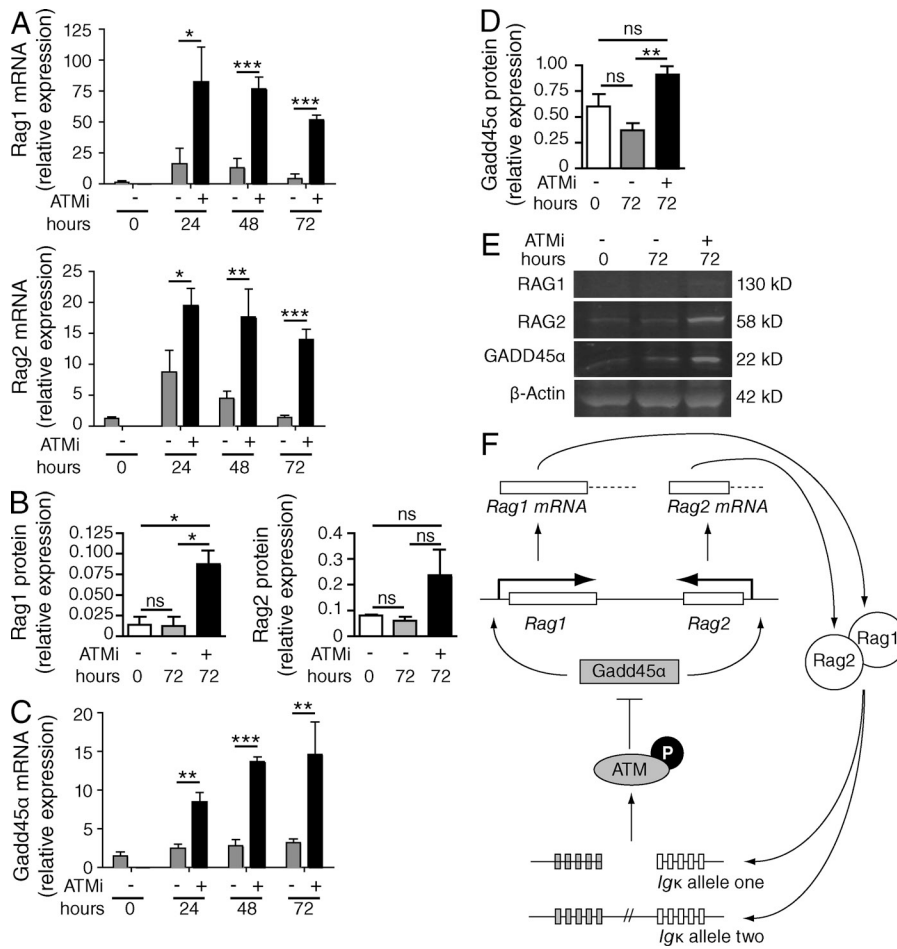 A
Rag1 mRNA
(relative expression)
125
100
75
50
25
0
*
***
***
ATMi - - + - + - +
hours 0 24 48 72
Rag2 mRNA
(relative expression)
25
20
15
10
5
0
*
**
***
ATMi - - + - + - +
hours 0 24 48 72
B
Rag1 protein
(relative expression)
0.125
0.100
0.075
0.050
0.025
0.000
*
*
ns
ATMi - - +
hours 0 72 72
Rag2 protein
(relative expression)
0.4
0.3
0.2
0.1
0.0
ns
ns
ns
ATMi - - +
hours 0 72 72
C
Gadd45α mRNA
(relative expression)
20
15
10
5
0
**
***
**
ATMi - - + - + - +
hours 0 24 48 72
D
Gadd45α protein
(relative expression)
1.00
0.75
0.50
0.25
0
ns
**
ns
ATMi - - +
hours 0 72 72
E
ATMi - - +
hours 0 72 72
RAG1 130 kD
RAG2 58 kD
GADD45α 22 kD
β-Actin 42 kD
F
Rag1 mRNA Rag2 mRNA
Rag1 Rag2
Rag1
Rag2
Gadd45α
P
ATM
Igκ allele one
//
Igκ allele two